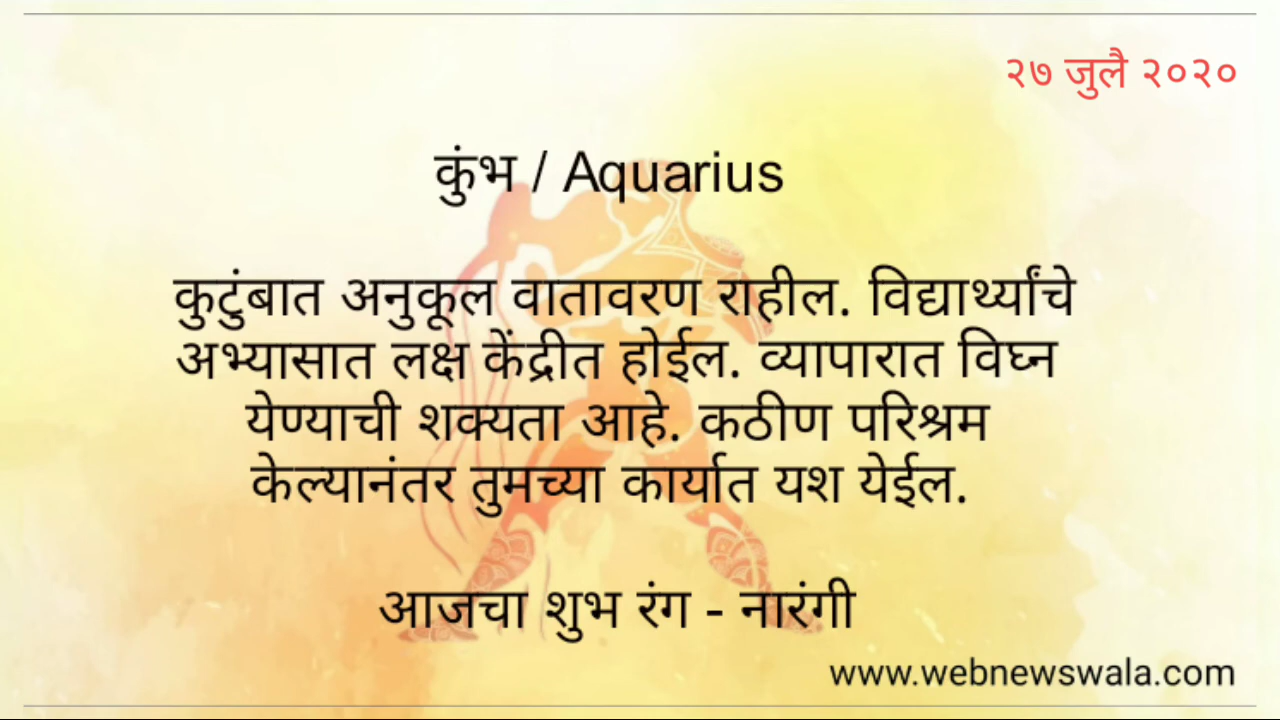 २७ जुलै २०२०
कुंभ / Aquarius
कुटुंबात अनुकूल वातावरण राहील. विद्यार्थ्यांचे
अभ्यासात लक्ष केंद्रीत होईल. व्यापारात विघ्न
येण्याची शक्यता आहे. कठीण परिश्रम
केल्यानंतर तुमच्या कार्यात यश येईल.
आजचा शुभ रंग - नारंगी
www.webnewswala.com